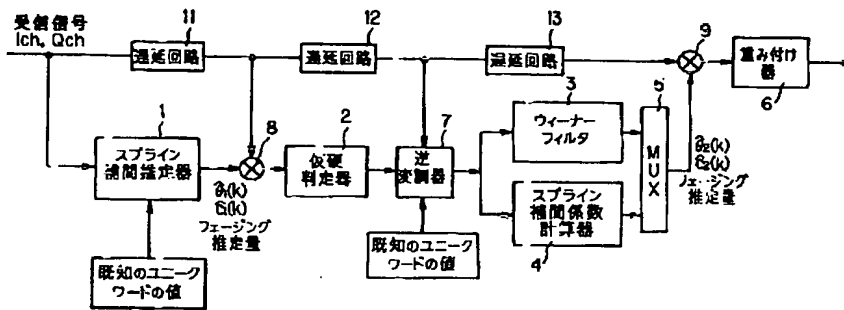 受信信号
Ich, Qch
11
遅延回路
12
遅延回路
13
遅延回路
9
重み付け
器
6
1
スプライン
補間推定器
8
2
仮硬
判定器
7
逆
変調器
3
ウィーナー
フィルタ
5
MUX
スプライン
補間係数
計算器
4
フェージング
推定量
フェージング
推定量
既知のユニーク
ワードの値
既知のユニーク
ワードの値